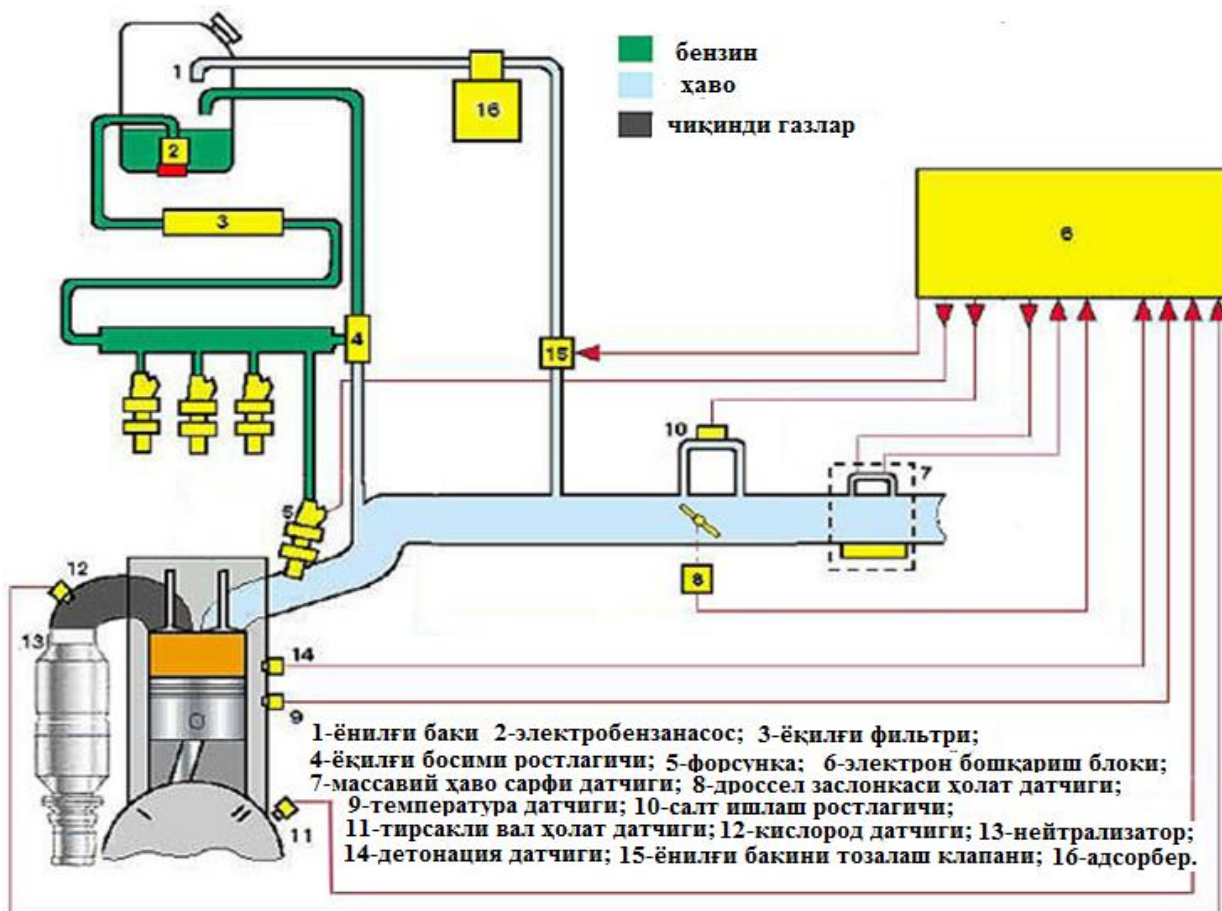 бензин
ҳаво
чиқинди газлар
1
2
3
4
5
6
7
8
9
10
11
12
13
14
15
16
1-ёнилғи баки 2-электробензанасос; 3-ёқилғи фильтри;
4-ёқилғи босими ростлагичи; 5-форсунка; 6-электрон бошқариш блоки;
7-массавий ҳаво сарфи датчиги; 8-дроссел заслонкаси ҳолат датчиги;
9-температура датчиги; 10-салт ишлаш ростлагичи;
11-тирсакли вал ҳолат датчиги; 12-кислород датчиги; 13-нейтрализатор;
14-детонация датчиги; 15-ёнилғи бакини тозалаш клапани; 16-адсорбер.